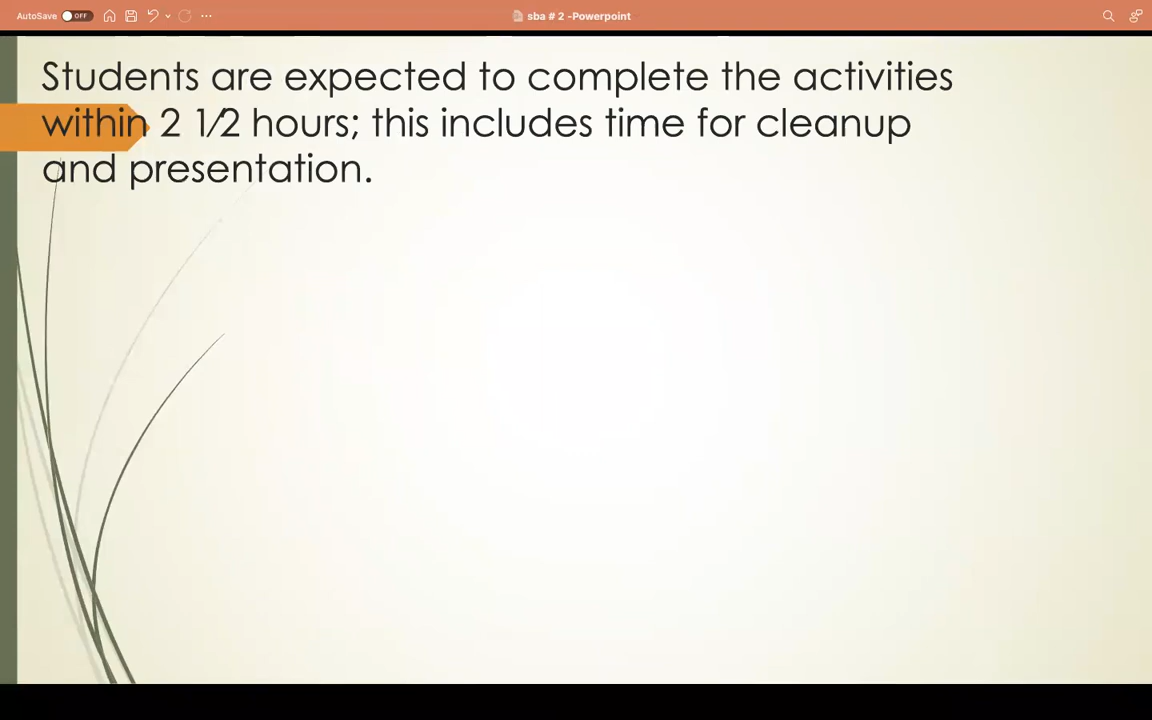 AutoSave OFF ...
sba # 2 -Powerpoint
Students are expected to complete the activities
within 2 1/2 hours; this includes time for cleanup
and presentation.